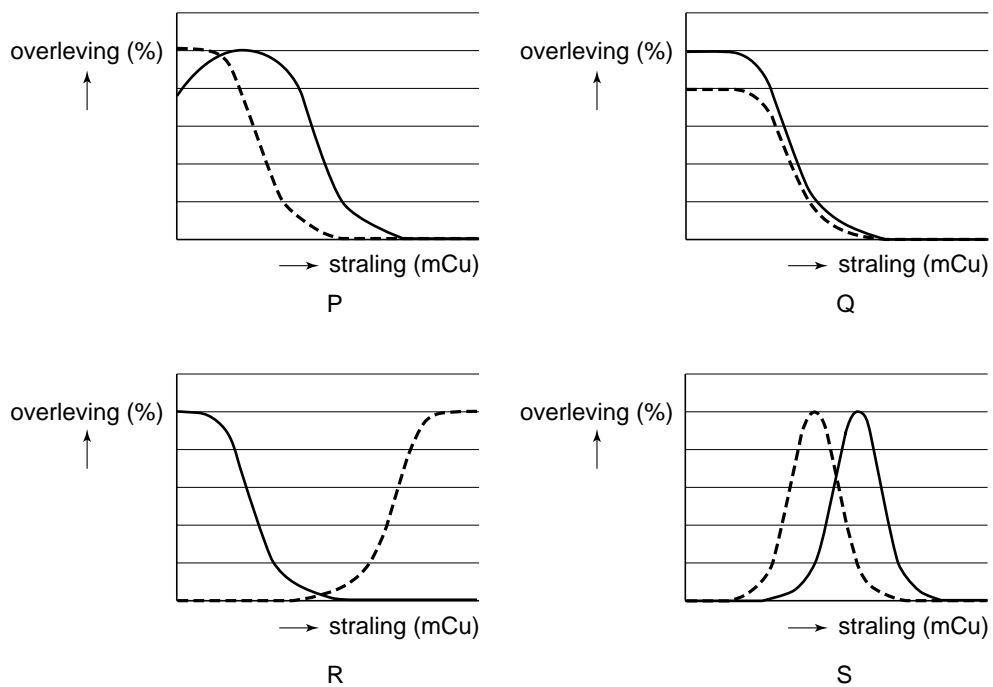 overleving (%)
straling (mCu)
P
overleving (%)
straling (mCu)
Q
overleving (%)
straling (mCu)
R
overleving (%)
straling (mCu)
S